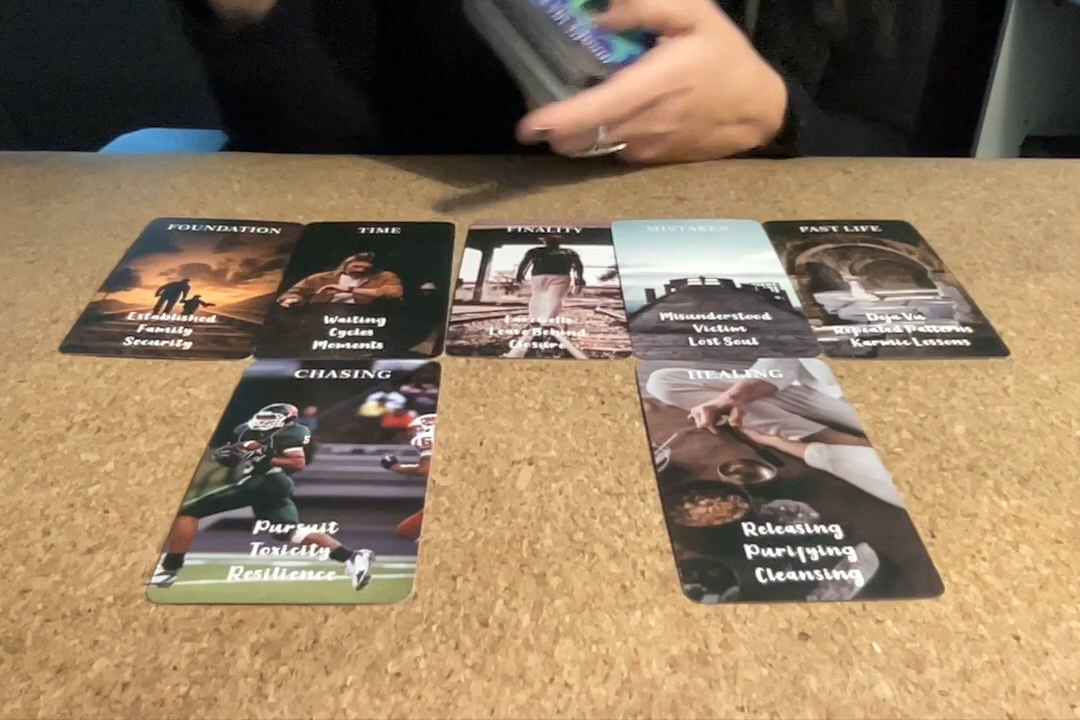 FOUNDATION
Established
Family
Security
TIME
Waiting
Cycles
Moments
FINALITY
Farewells
Leave Behind
Closure
MISTAKES
Misunderstood
Victim
Lost Soul
PAST LIFE
Deja Vu
Repeated Patterns
Karmic Lessons
CHASING
Pursuit
Toxicity
Resilience
HEALING
Releasing
Purifying
Cleansing